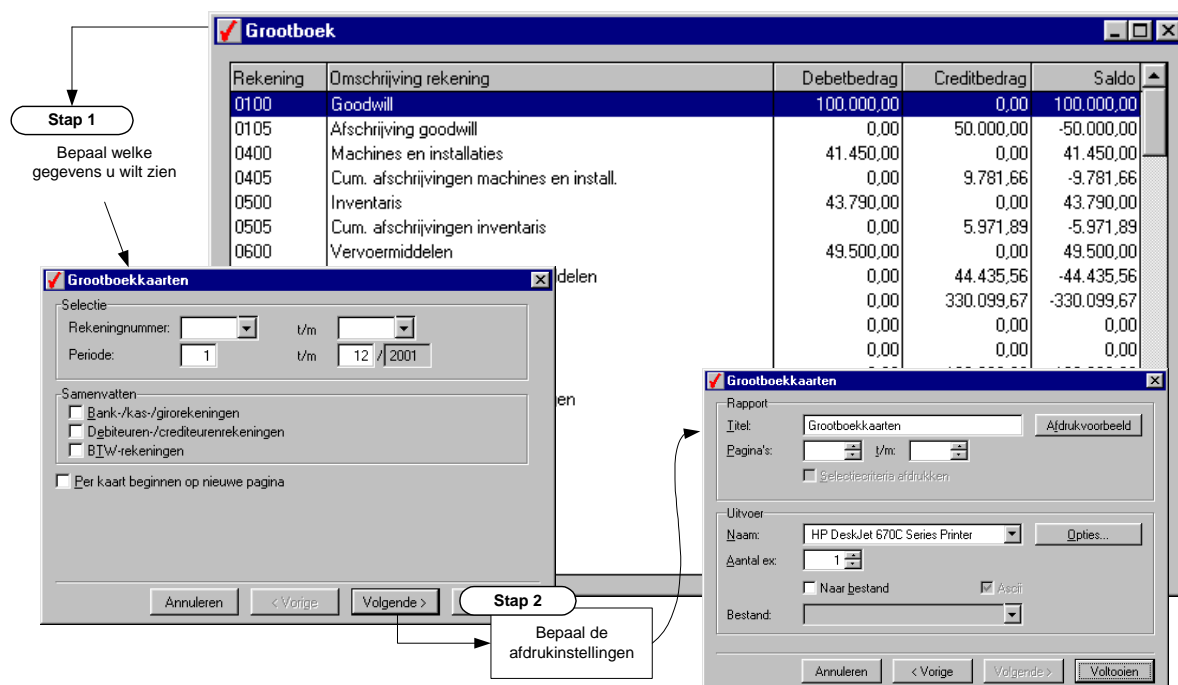 Grootboek
Rekening Omschrijving rekening Debetbedrag Creditbedrag Saldo
0100 Goodwill 100.000,00 0,00 100.000,00
0105 Afschrijving goodwill 0,00 50.000,00 -50.000,00
0400 Machines en installaties 41.450,00 0,00 41.450,00
0405 Cum. afschrijvingen machines en install. 0,00 9.781,66 -9.781,66
0500 Inventaris 43.790,00 0,00 43.790,00
0505 Cum. afschrijvingen inventaris 0,00 5.971,89 -5.971,89
0600 Vervoermiddelen 49.500,00 0,00 49.500,00
delen 0,00 44.435,56 -44.435,56
0,00 330.099,67 -330.099,67
0,00 0,00 0,00
0,00 0,00 0,00
en
Stap 1
Bepaal welke
gegevens u wilt zien
Grootboekkaarten
Selectie
Rekeningnummer: t/m
Periode: 1 t/m 12 / 2001
Samenvatten
Bank-/kas-/girorekeningen
Debiteuren-/crediteurenrekeningen
BTW-rekeningen
Per kaart beginnen op nieuwe pagina
Annuleren < Vorige Volgende >
Stap 2
Bepaal de
afdrukinstellingen
Grootboekkaarten
Rapport
Titel: Grootboekkaarten Afdrukvoorbeeld
Pagina's: t/m:
Selectiecriteria afdrukken
Uitvoer
Naam: HP DeskJet 670C Series Printer Opties...
Aantal ex: 1
Naar bestand Ascii
Bestand:
Annuleren < Vorige Volgende > Voltooien